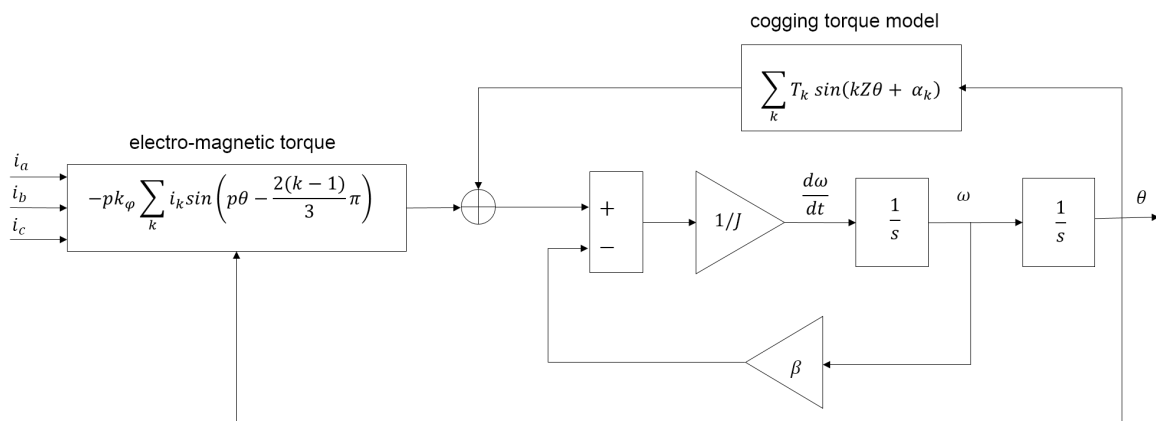 cogging torque model
∑_k T_k sin(kZθ + α_k)
electro-magnetic torque
i_a
i_b
i_c
-pk_φ ∑_k i_k sin(pθ - 2(k - 1)/3 π)
+
−
1/J
dω/dt
1/s
ω
1/s
θ
β